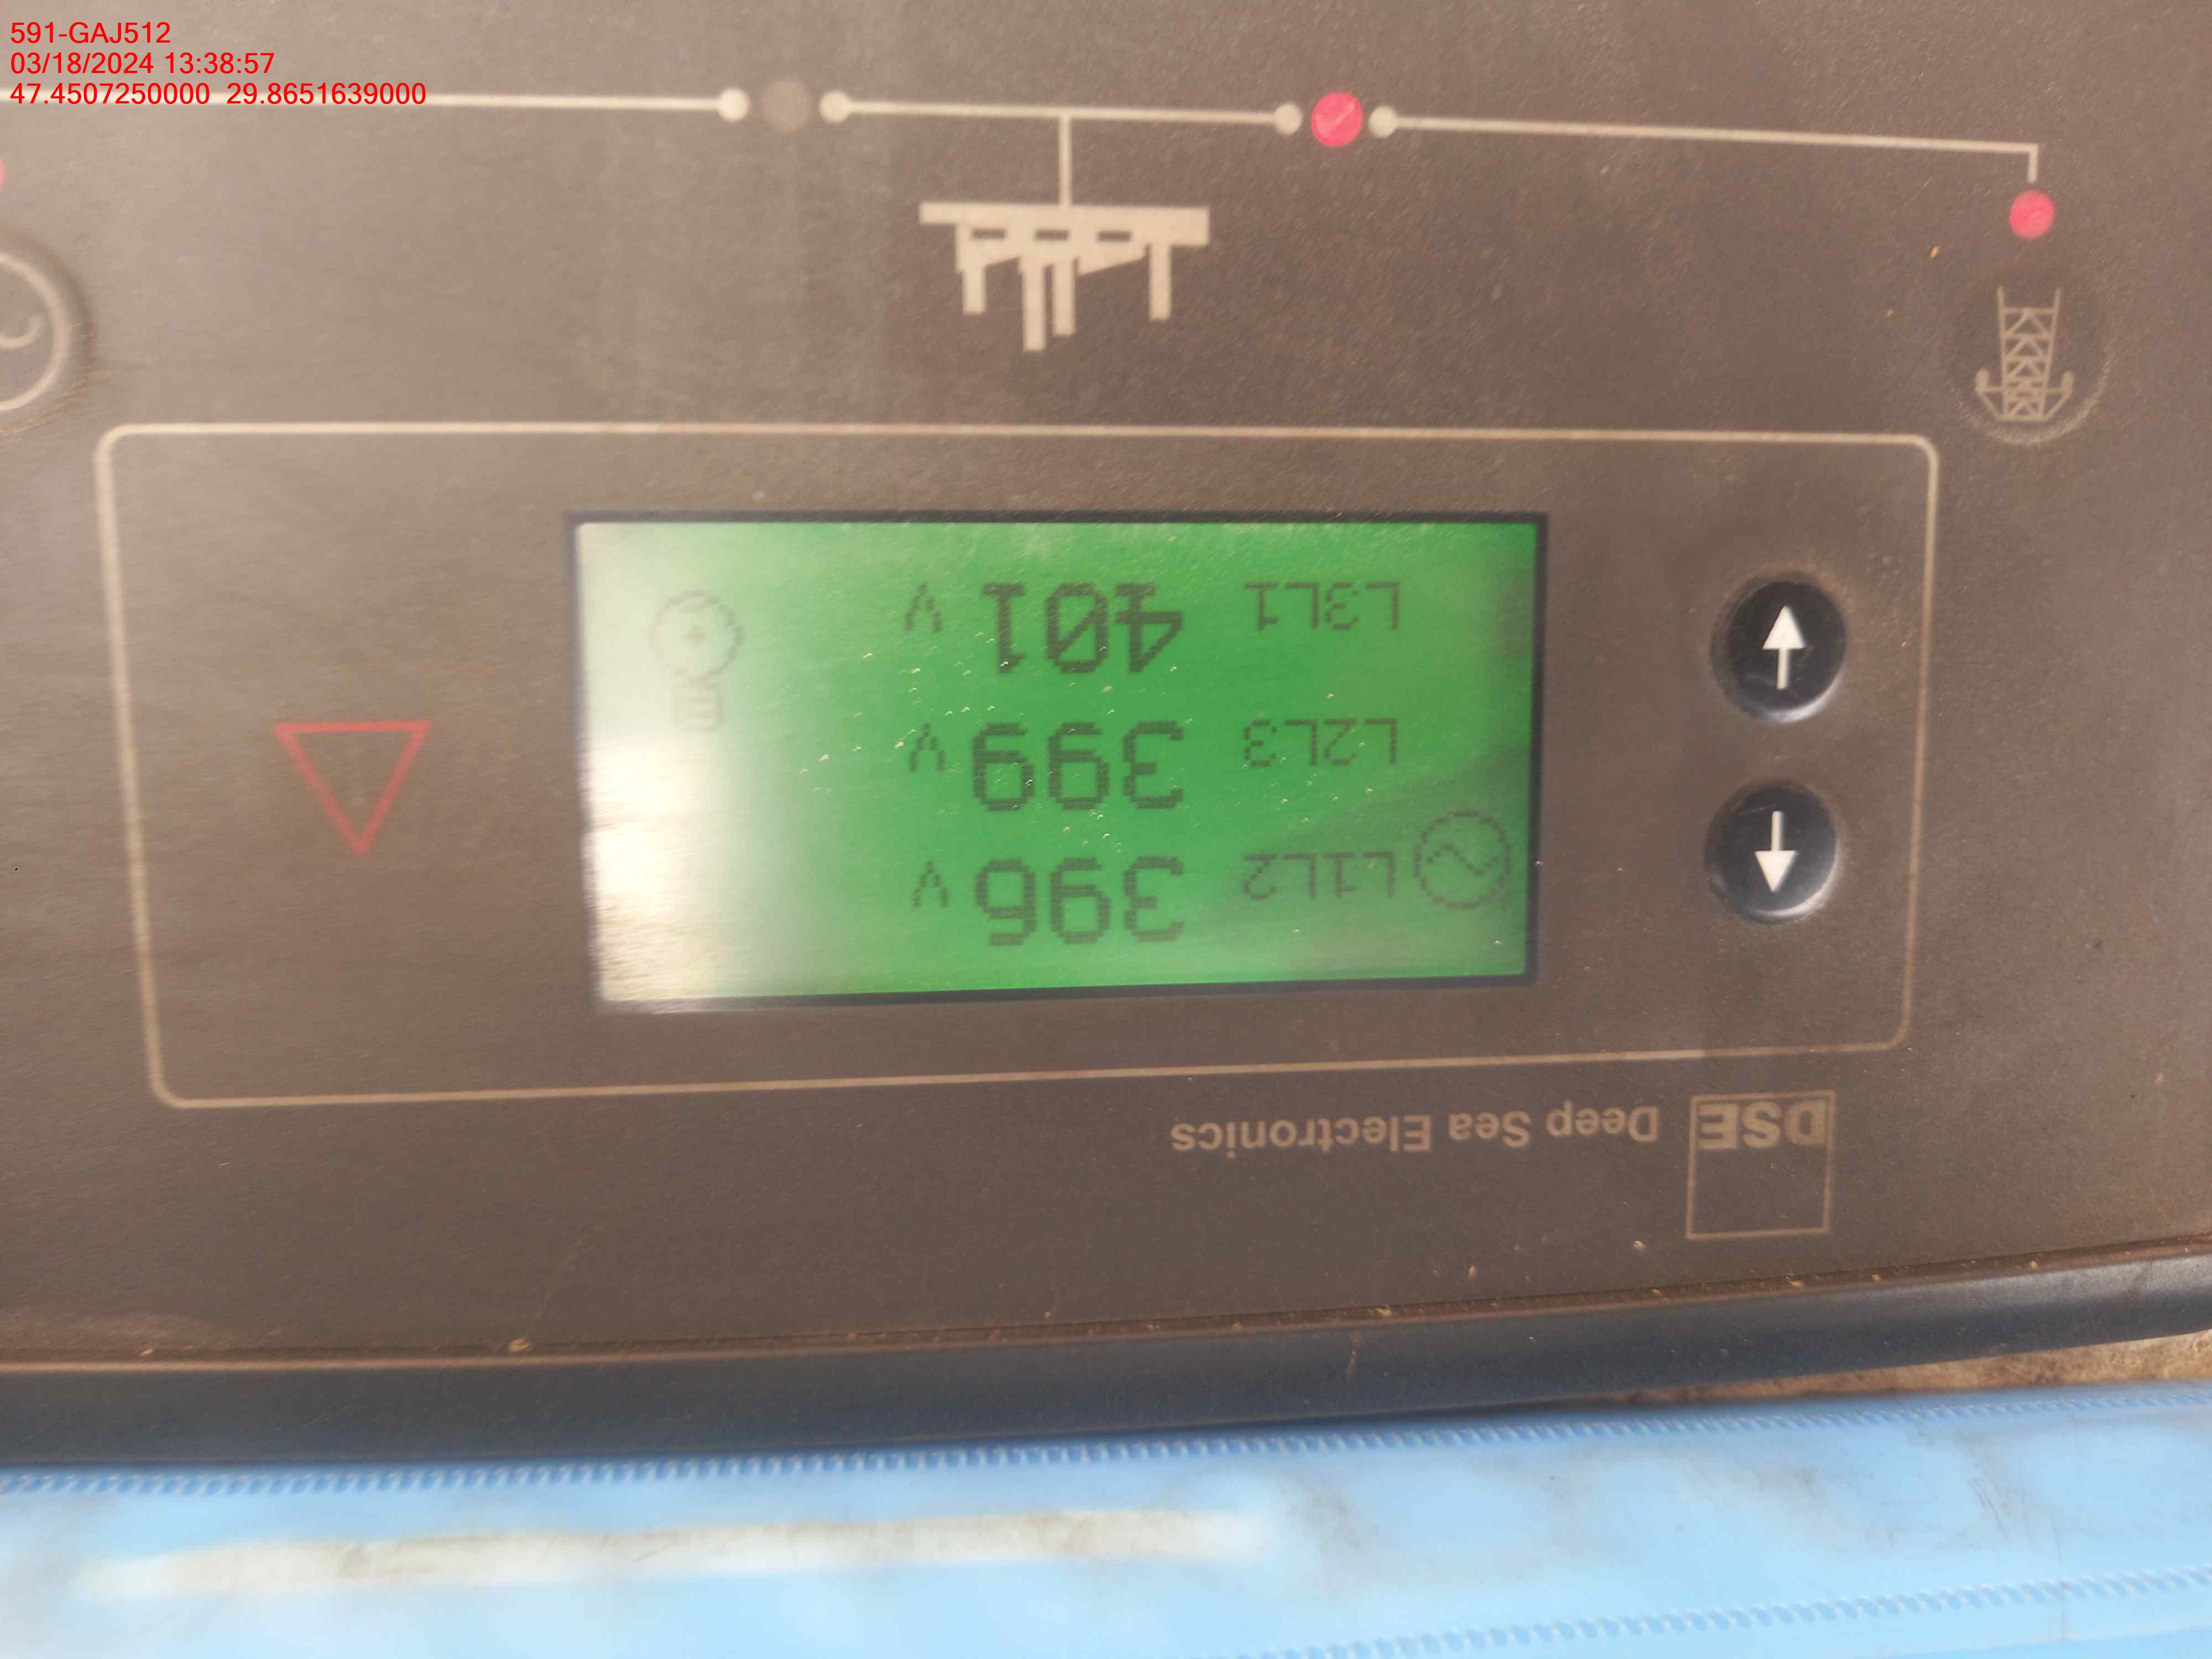 591-GAJ512
03/18/2024 13:38:57
47.4507250000 29.8651639000
DSE Deep Sea Electronics
L1L2 396 V
L2L3 399 V
L3L1 401 V